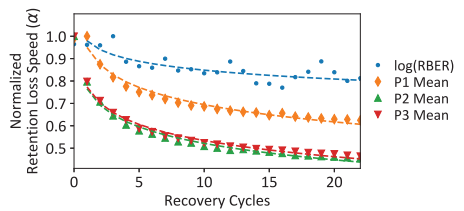 Normalized
Retention Loss Speed (α)
1.0
0.9
0.8
0.7
0.6
0.5
0
5
10
15
20
Recovery Cycles
log(RBER)
P1 Mean
P2 Mean
P3 Mean